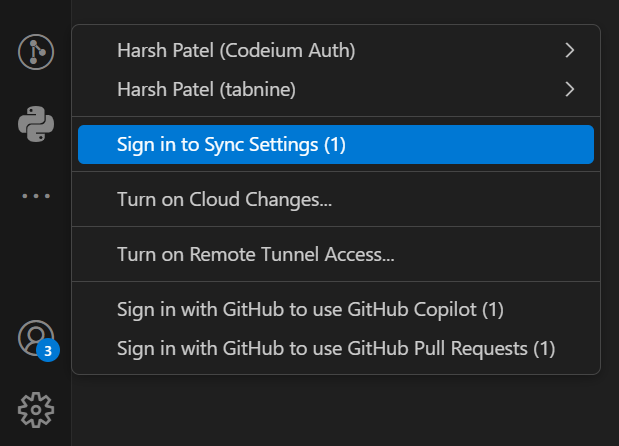 Harsh Patel (Codeium Auth)
Harsh Patel (tabnine)
Sign in to Sync Settings (1)
Turn on Cloud Changes...
Turn on Remote Tunnel Access...
Sign in with GitHub to use GitHub Copilot (1)
3
Sign in with GitHub to use GitHub Pull Requests (1)